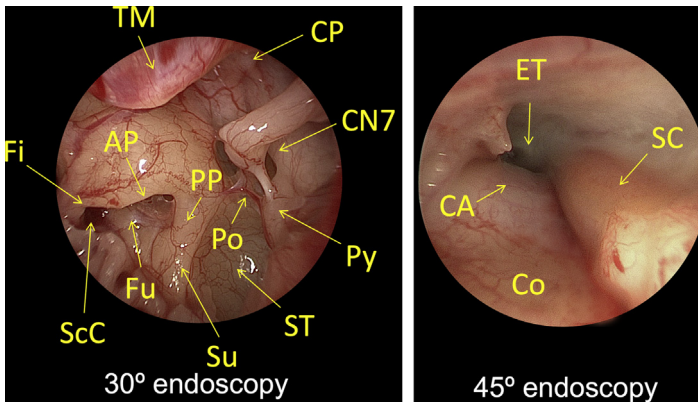 TM
CP
CN7
Fi
AP
PP
Po
Py
Fu
ScC
Su
ST
30º endoscopy
ET
SC
CA
Co
45º endoscopy